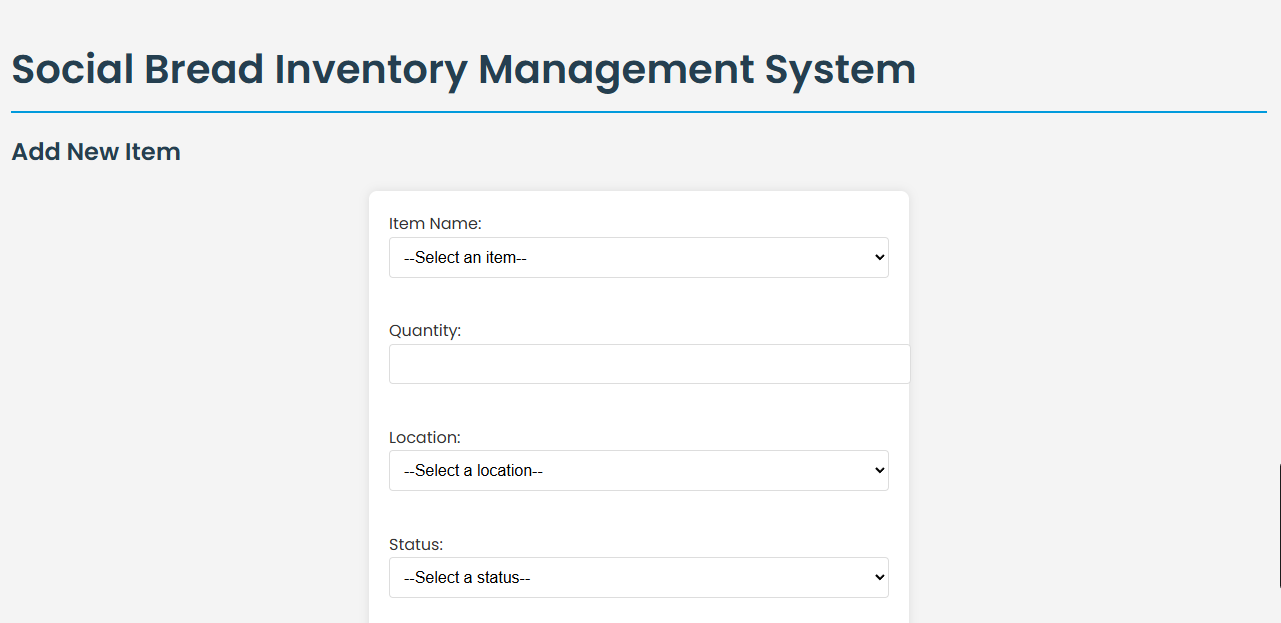 Social Bread Inventory Management System
Add New Item
Item Name:
--Select an item--
Quantity:
Location:
--Select a location--
Status:
--Select a status--